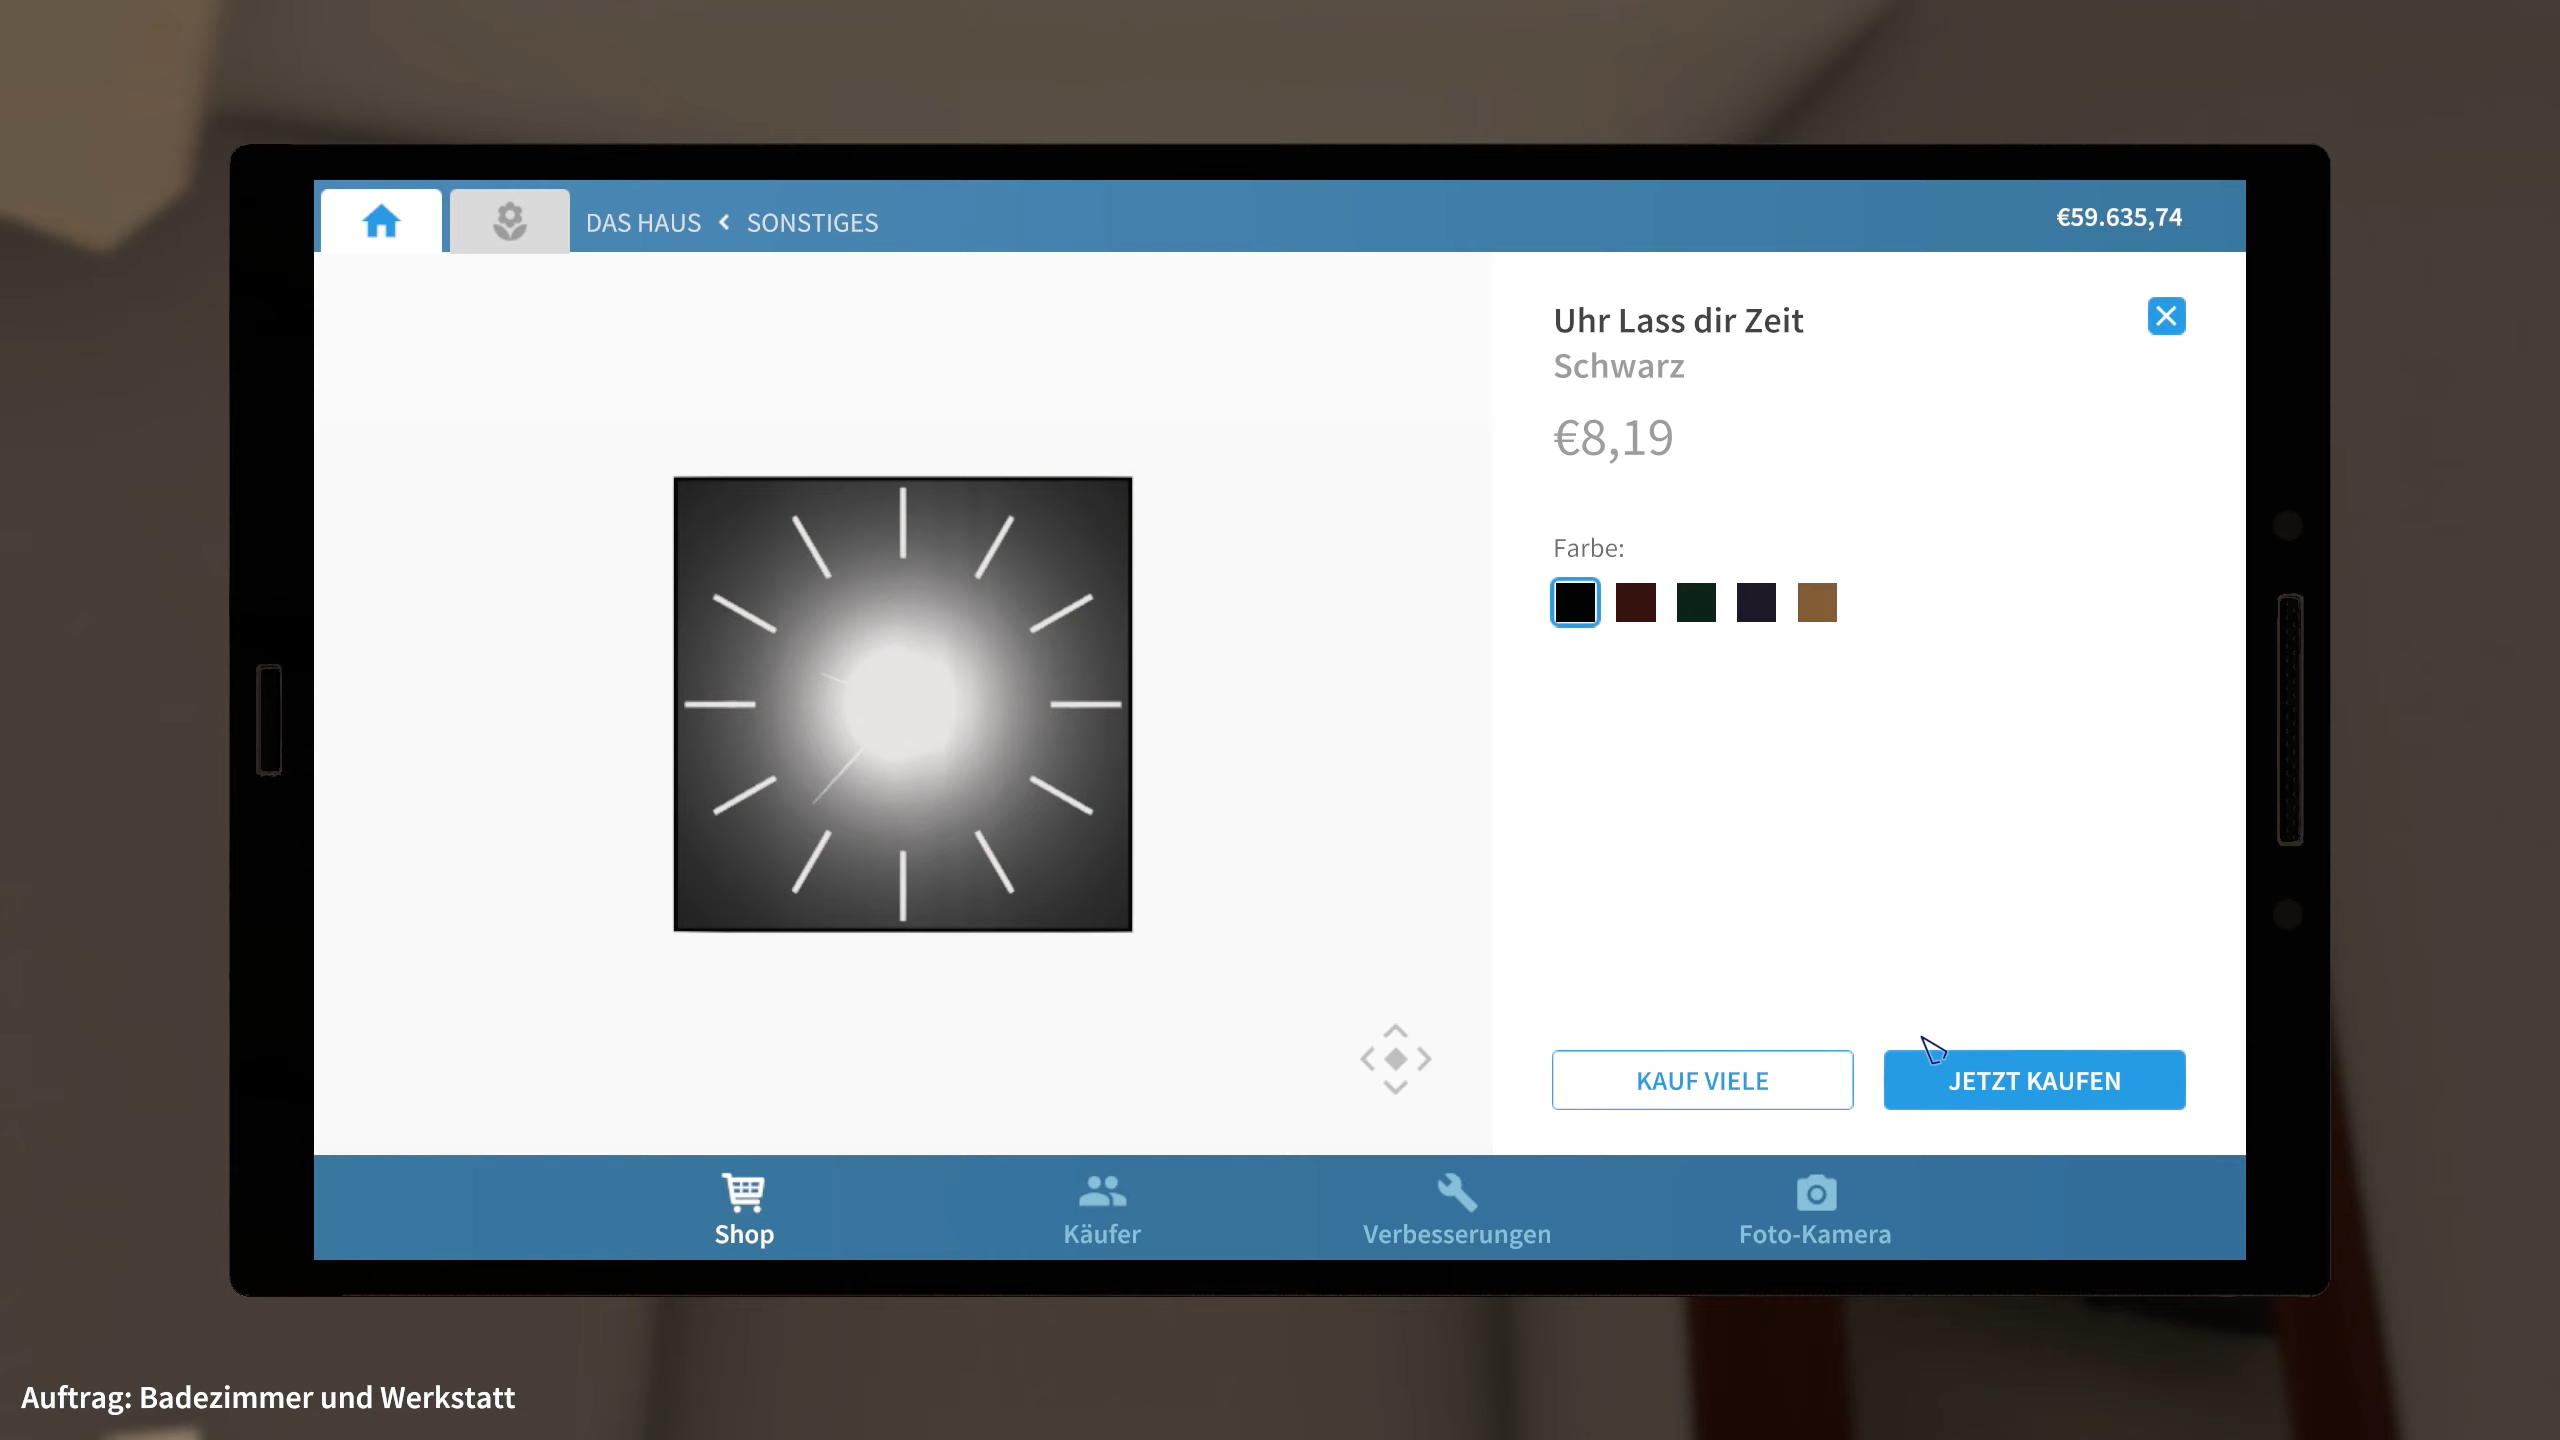 DAS HAUS < SONSTIGES
€59.635,74
Uhr Lass dir Zeit
Schwarz
€8,19
Farbe:
KAUF VIELE
JETZT KAUFEN
Shop
Käufer
Verbesserungen
Foto-Kamera
Auftrag: Badezimmer und Werkstatt